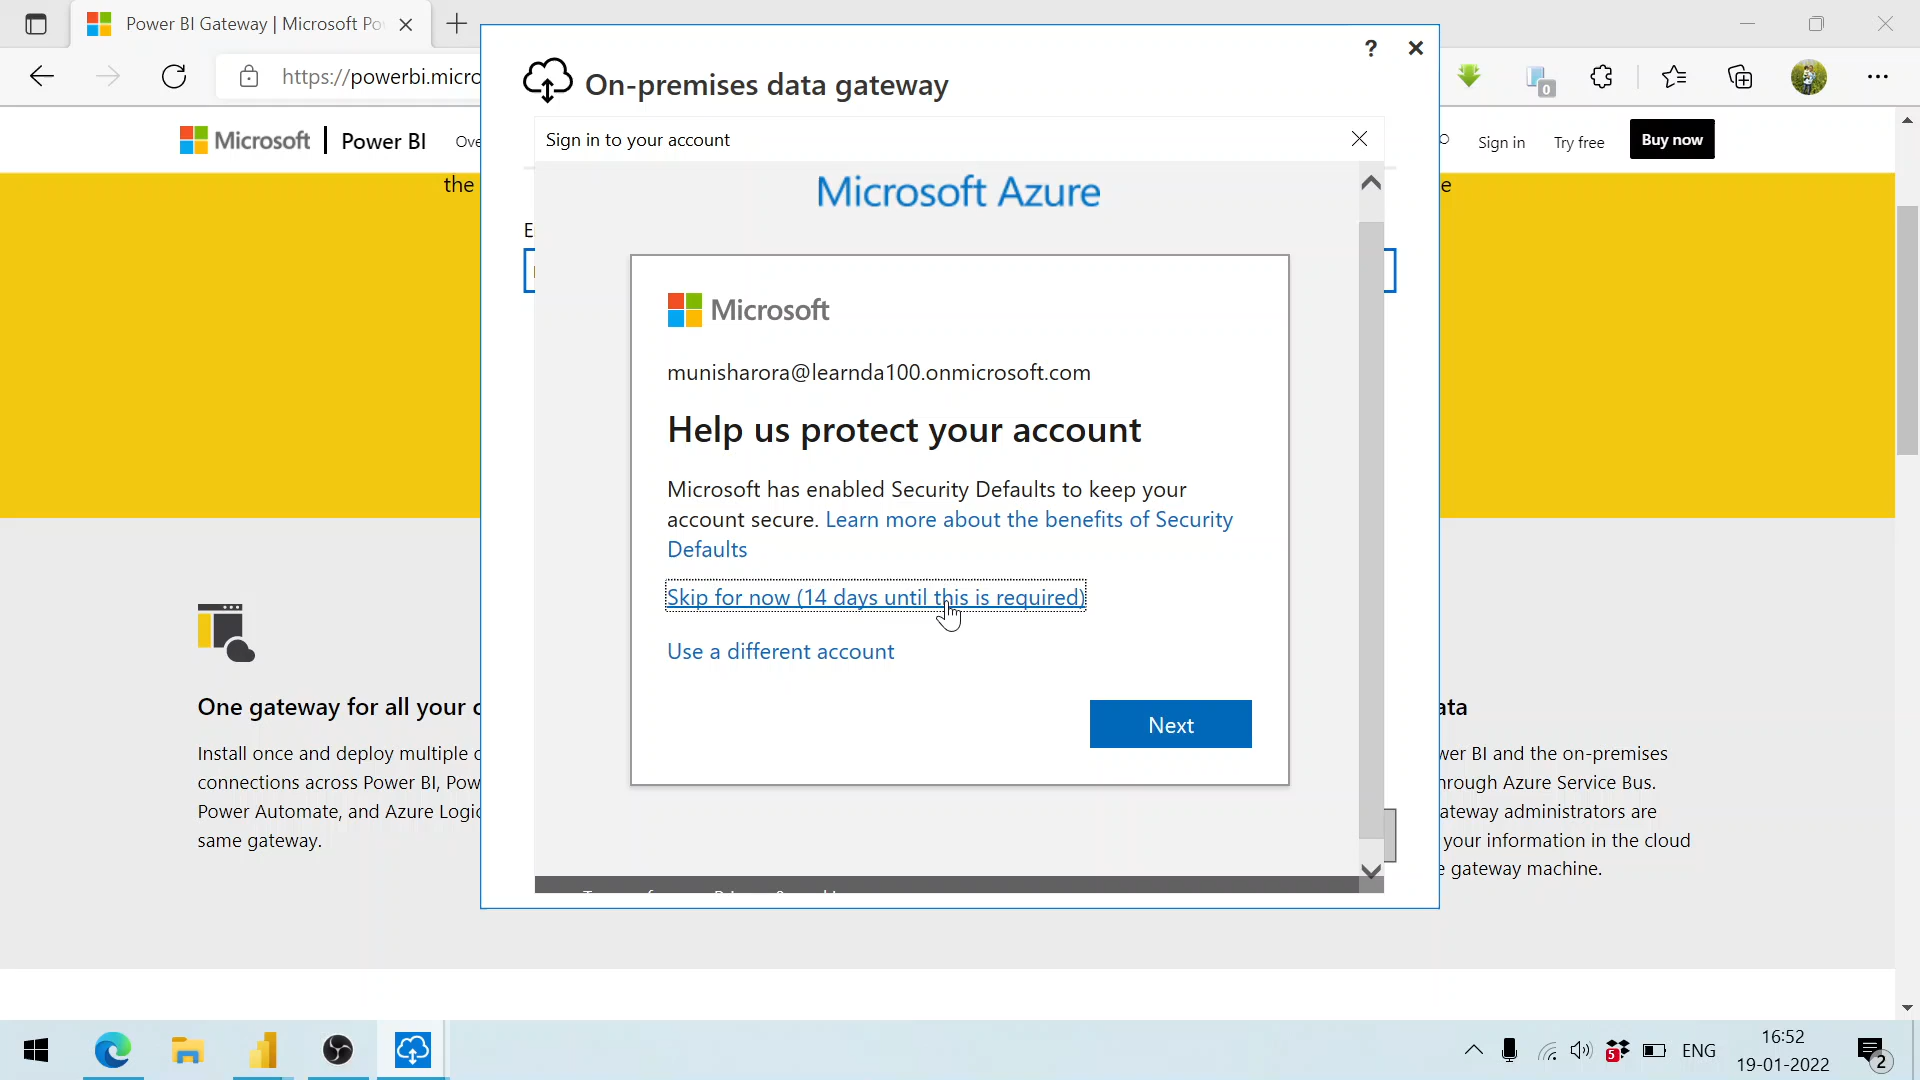 Power BI Gateway | Microsoft Po
https://powerbi.micro
0
Microsoft
Power BI
Ove
Sign in
Try free
Buy now
the
e
? ×
On-premises data gateway
Sign in to your account
E
Microsoft Azure
Microsoft
munisharora@learnda100.onmicrosoft.com
Help us protect your account
Microsoft has enabled Security Defaults to keep your
account secure. Learn more about the benefits of Security
Defaults
Skip for now (14 days until this is required)
Use a different account
Next
One gateway for all your
Install once and deploy multiple
connections across Power BI, Pow
Power Automate, and Azure Logic
same gateway.
ata
wer BI and the on-premises
hrough Azure Service Bus.
ateway administrators are
your information in the cloud
gateway machine.
5
ENG
16:52
19-01-2022
2